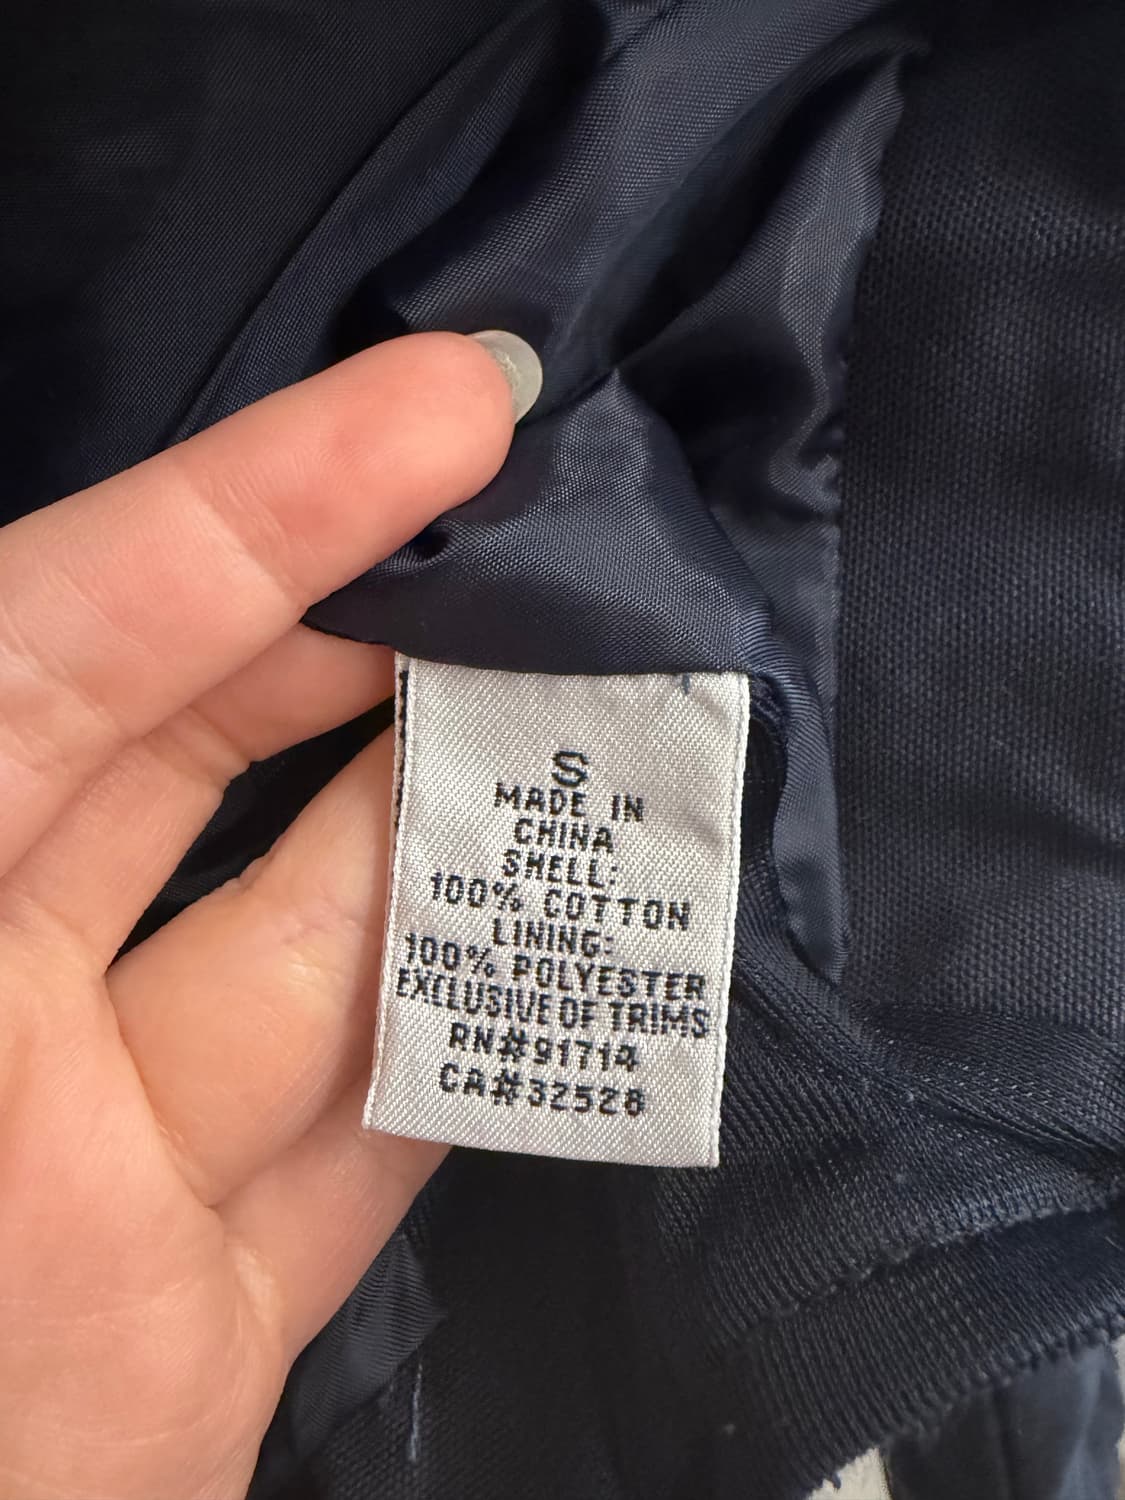 S
MADE IN
CHINA
SHELL:
100% COTTON
LINING:
100% POLYESTER
EXCLUSIVE OF TRIMS
RN#91714
CA#32528